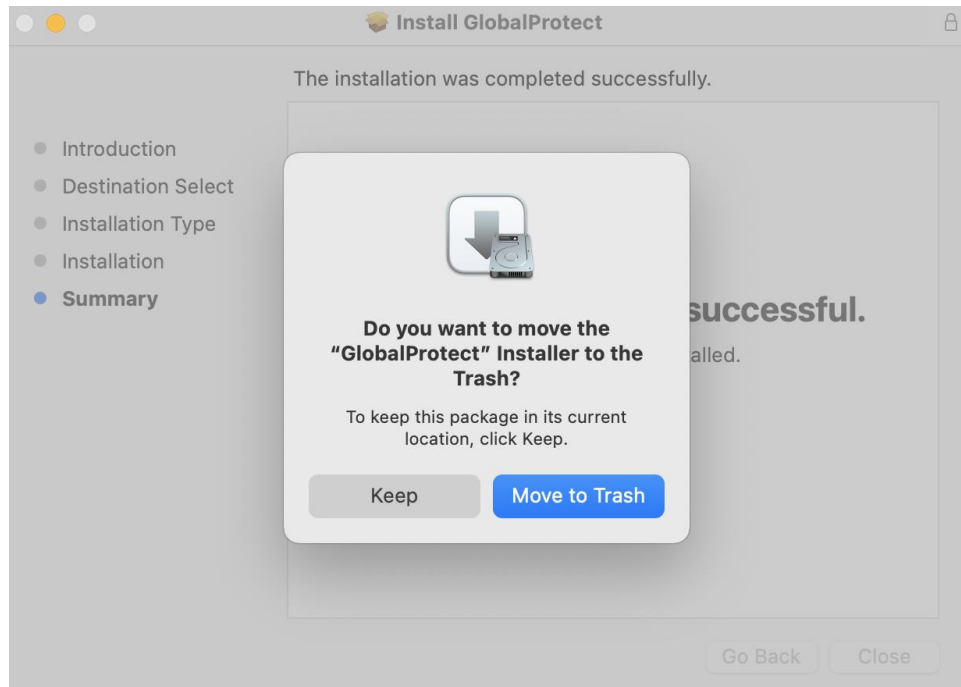 Install GlobalProtect
The installation was completed successfully.
Introduction
Destination Select
Installation Type
Installation
Summary
successful.
alled.
Do you want to move the
“GlobalProtect” Installer to the
Trash?
To keep this package in its current
location, click Keep.
Keep
Move to Trash
Go Back
Close